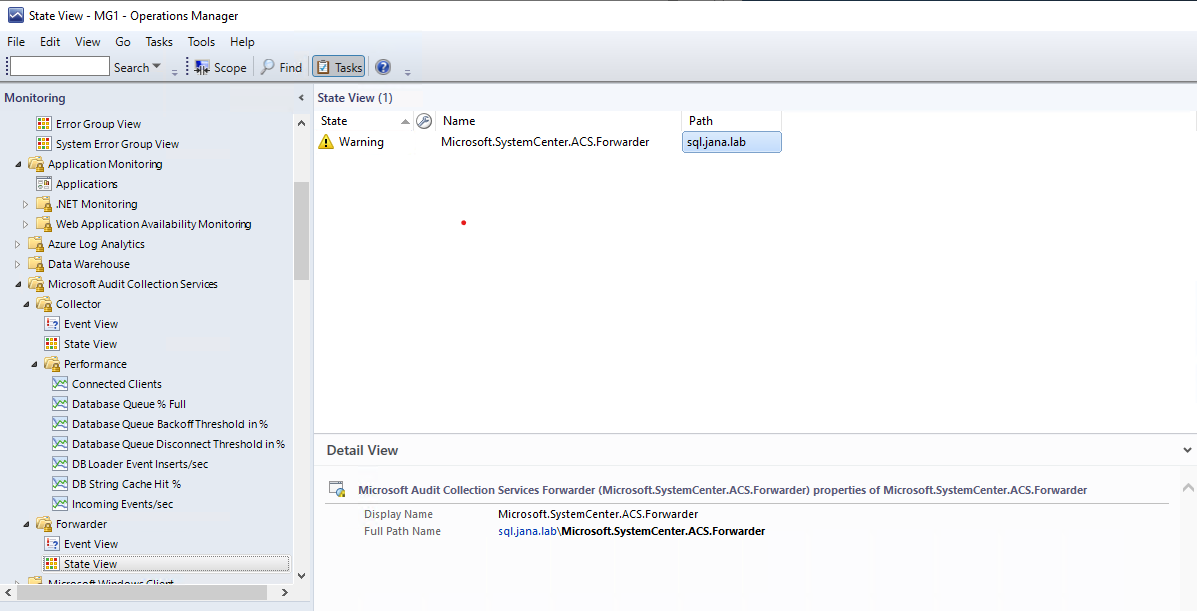 State View - MG1 - Operations Manager
File Edit View Go Tasks Tools Help
Search Scope Find Tasks
Monitoring
Error Group View
System Error Group View
Application Monitoring
Applications
.NET Monitoring
Web Application Availability Monitoring
Azure Log Analytics
Data Warehouse
Microsoft Audit Collection Services
Collector
Event View
State View
Performance
Connected Clients
Database Queue % Full
Database Queue Backoff Threshold in %
Database Queue Disconnect Threshold in %
DB Loader Event Inserts/sec
DB String Cache Hit %
Incoming Events/sec
Forwarder
Event View
State View
Microsoft Windows Client
State View (1)
State Name Path
Warning Microsoft.SystemCenter.ACS.Forwarder sql.jana.lab
Detail View
Microsoft Audit Collection Services Forwarder (Microsoft.SystemCenter.ACS.Forwarder) properties of Microsoft.SystemCenter.ACS.Forwarder
Display Name Microsoft.SystemCenter.ACS.Forwarder
Full Path Name sql.jana.lab\Microsoft.SystemCenter.ACS.Forwarder